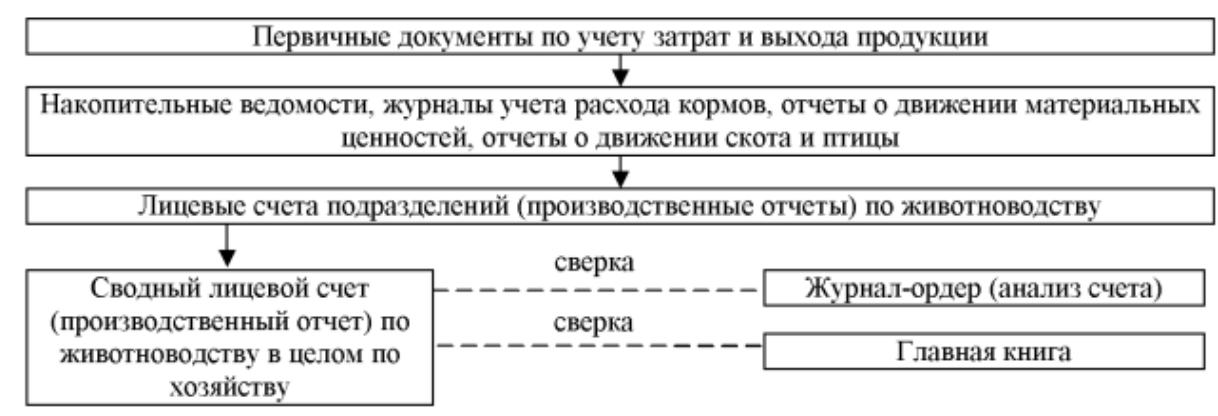 Первичные документы по учету затрат и выхода продукции
Накопительные ведомости, журналы учета расхода кормов, отчеты о движении материальных
ценностей, отчеты о движении скота и птицы
Лицевые счета подразделений (производственные отчеты) по животноводству
Сводный лицевой счет
(производственный отчет) по
животноводству в целом по
хозяйству
сверка
Журнал-ордер (анализ счета)
сверка
Главная книга